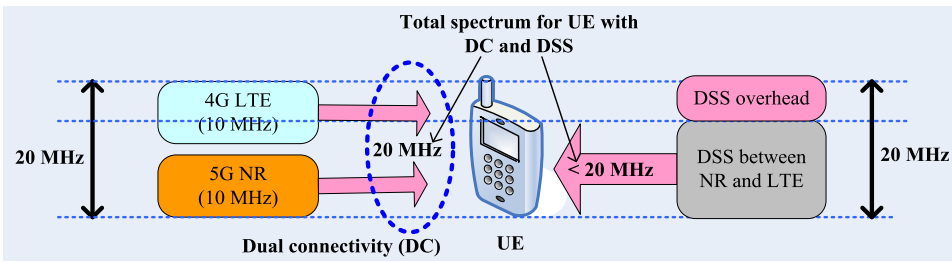 Total spectrum for UE with
DC and DSS
4G LTE
(10 MHz)
20 MHz
5G NR
(10 MHz)
20 MHz
Dual connectivity (DC)
UE
< 20 MHz
DSS overhead
DSS between
NR and LTE
20 MHz